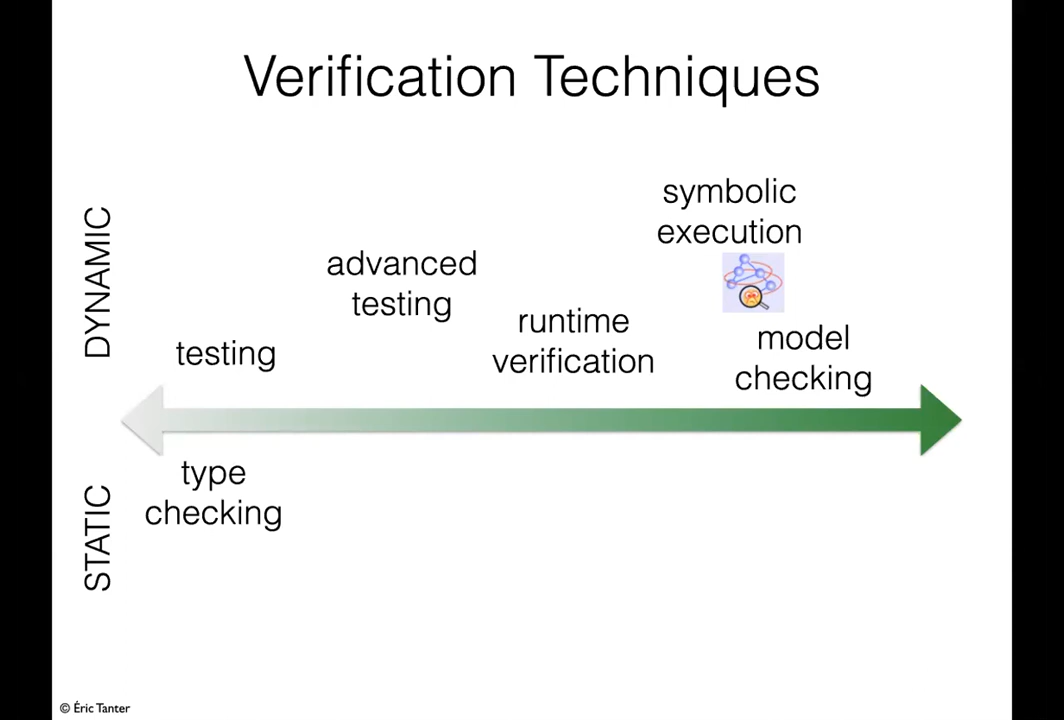 Verification Techniques
DYNAMIC
symbolic
execution
advanced
testing
runtime
verification
testing
model
checking
STATIC
type
checking
© Éric Tanter